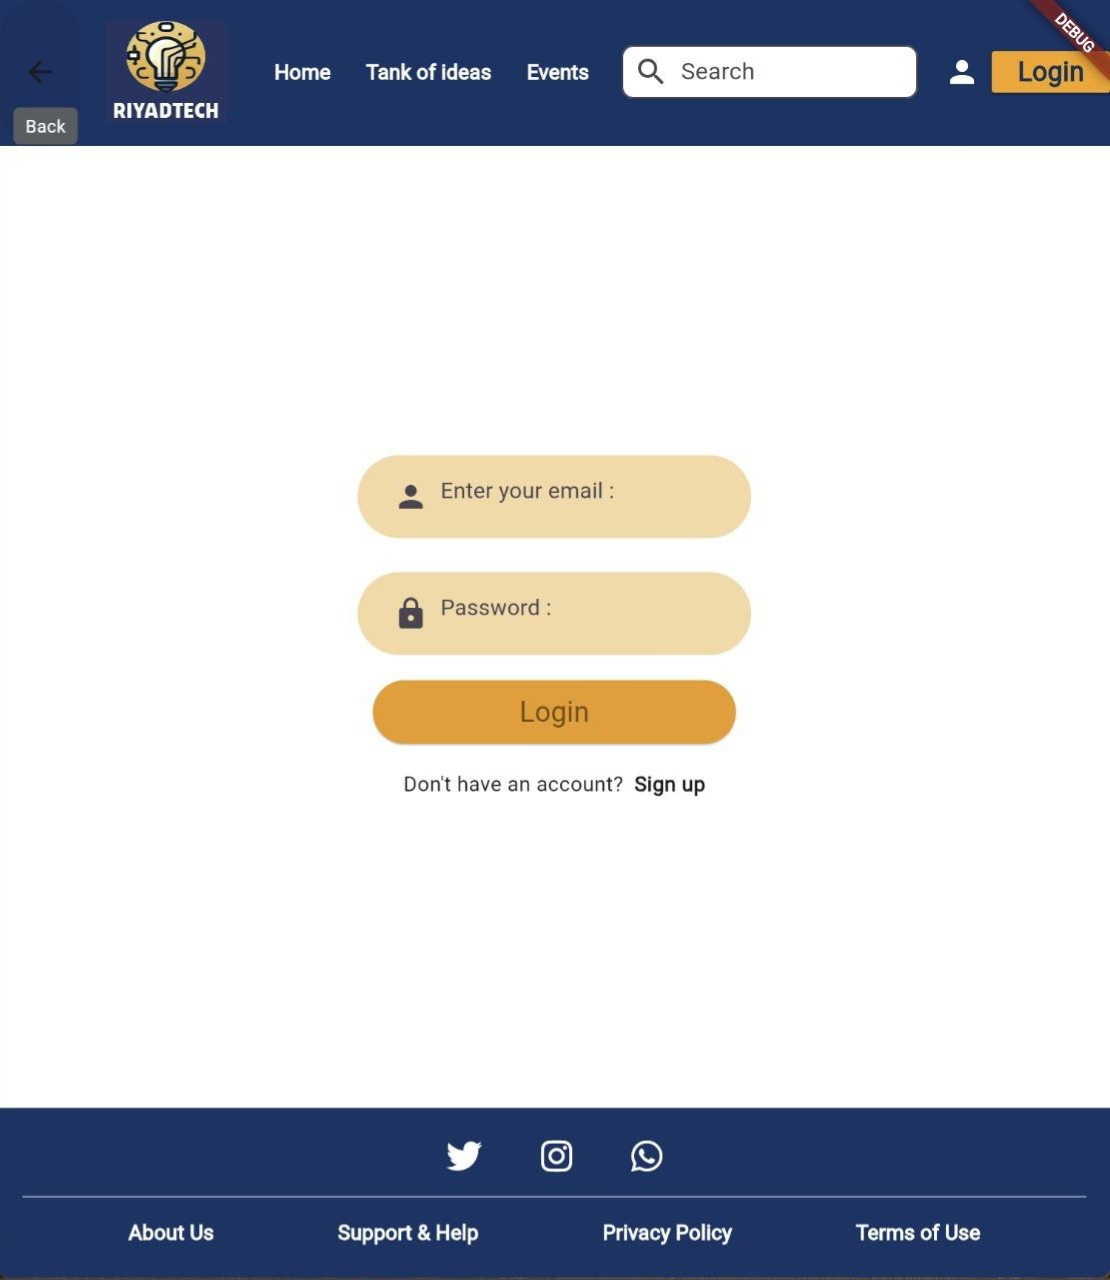 DEBUG
Home Tank of ideas Events Search Login
RIYADTECH
Back
Enter your email :
Password :
Login
Don't have an account? Sign up
About Us Support & Help Privacy Policy Terms of Use